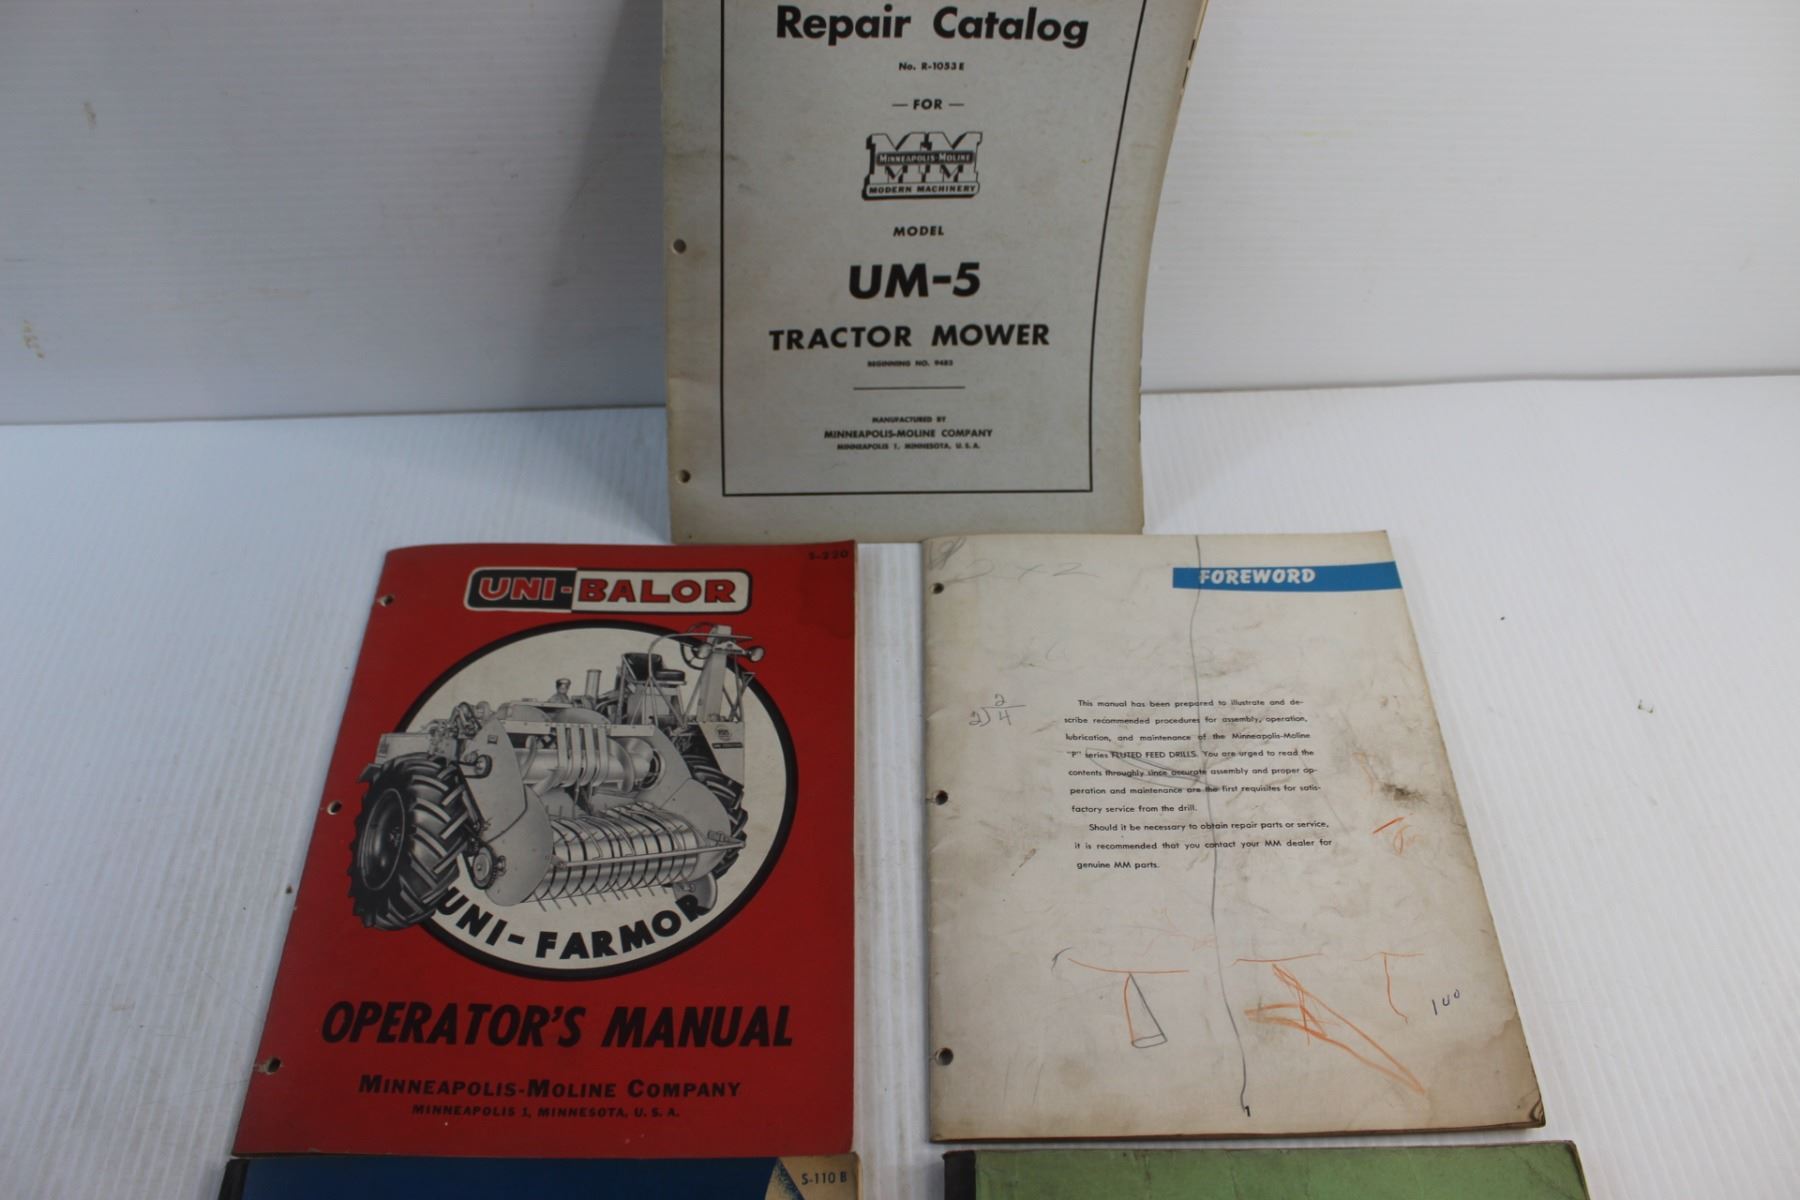 Repair Catalog
No. R-1053E
— FOR —
MM
MINNEAPOLIS-MOLINE
MODERN MACHINERY
MODEL
UM-5
TRACTOR MOWER
BEGINNING NO. 9483
MANUFACTURED BY
MINNEAPOLIS-MOLINE COMPANY
MINNEAPOLIS 1, MINNESOTA, U. S. A.
S-220
UNI-BALOR
UNI-FARMOR
OPERATOR'S MANUAL
MINNEAPOLIS-MOLINE COMPANY
MINNEAPOLIS 1, MINNESOTA, U. S. A.
FOREWORD
2
2)4
This manual has been prepared to illustrate and de-
scribe recommended procedures for assembly, operation,
lubrication, and maintenance of the Minneapolis-Moline
"P" series FLUTED FEED DRILLS. You are urged to read the
contents throughly since accurate assembly and proper op-
peration and maintenance are the first requisites for satis-
factory service from the drill.
Should it be necessary to obtain repair parts or service,
it is recommended that you contact your MM dealer for
genuine MM parts.
100
1
S-110 B